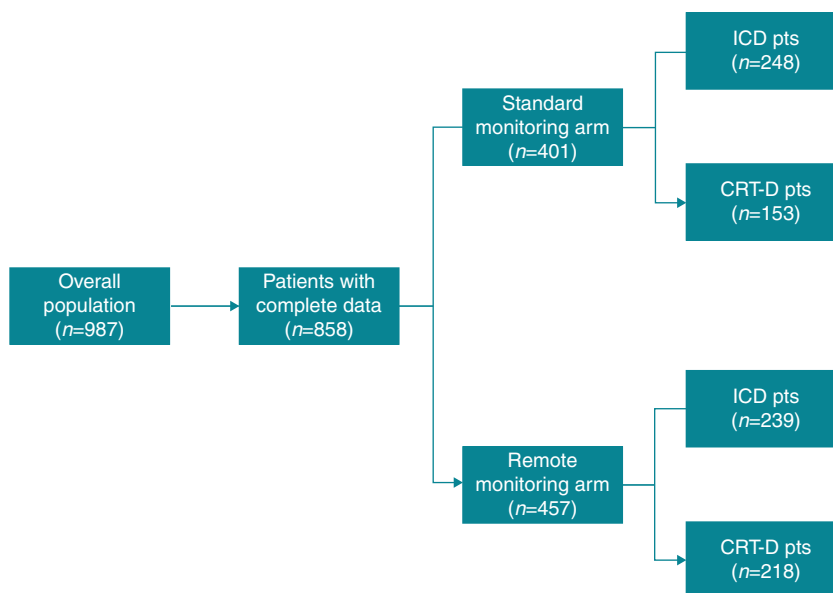 Overall
population
(n=987)
Patients with
complete data
(n=858)
Standard
monitoring arm
(n=401)
ICD pts
(n=248)
CRT-D pts
(n=153)
Remote
monitoring arm
(n=457)
ICD pts
(n=239)
CRT-D pts
(n=218)